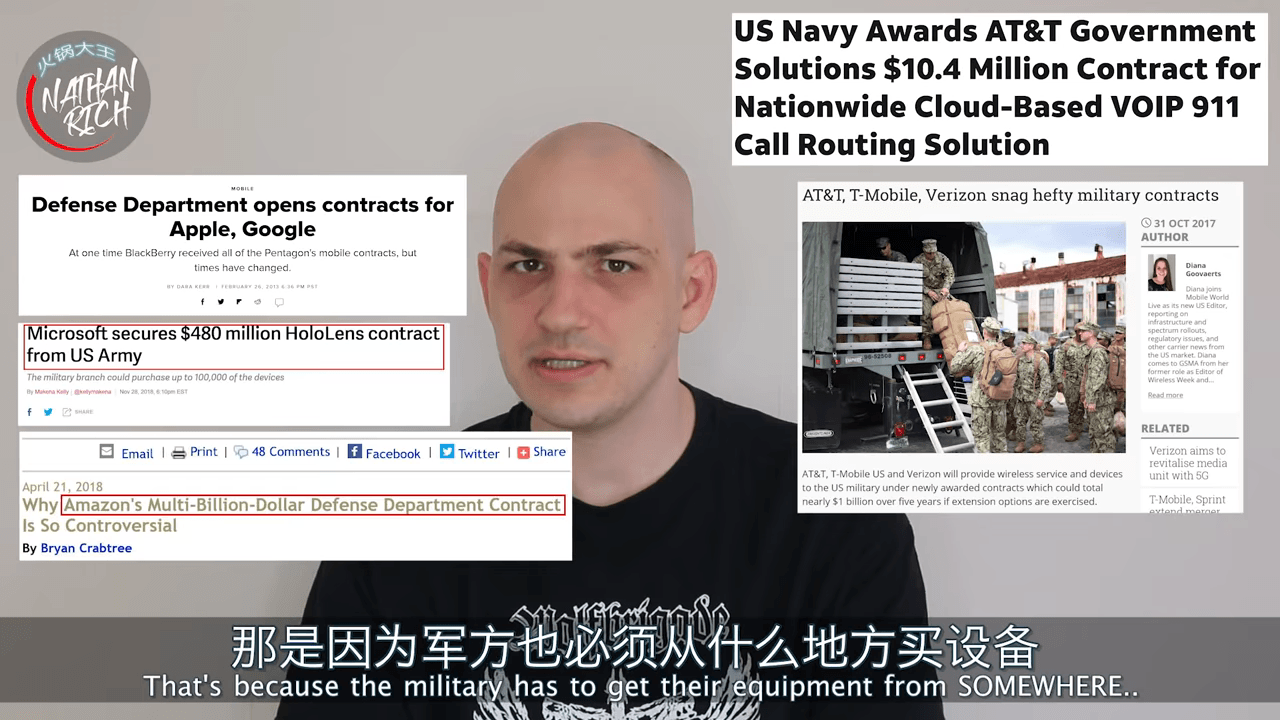 火锅大王
NATHAN
RICH
US Navy Awards AT&T Government
Solutions $10.4 Million Contract for
Nationwide Cloud-Based VOIP 911
Call Routing Solution
MOBILE
Defense Department opens contracts for
Apple, Google
At one time BlackBerry received all of the Pentagon's mobile contracts, but
times have changed.
BY DARA KERR | FEBRUARY 26, 2013 6:36 PM PST
Microsoft secures $480 million HoloLens contract
from US Army
The military branch could purchase up to 100,000 of the devices
By Makena Kelly | @kellymakena | Nov 28, 2018, 6:10pm EST
SHARE
Email Print 48 Comments Facebook Twitter Share
April 21, 2018
Why Amazon's Multi-Billion-Dollar Defense Department Contract
Is So Controversial
By Bryan Crabtree
AT&T, T-Mobile, Verizon snag hefty military contracts
31 OCT 2017
AUTHOR
Diana
Goovaerts
Diana joins
Mobile World
Live as its new US Editor,
reporting on
infrastructure and
spectrum rollouts,
regulatory issues, and
other carrier news from
the US market. Diana
comes to GSMA from her
former role as Editor of
Wireless Week and...
Read more
RELATED
Verizon aims to
revitalise media
unit with 5G
T-Mobile, Sprint
extend merger
AT&T, T-Mobile US and Verizon will provide wireless service and devices
to the US military under newly awarded contracts which could total
nearly $1 billion over five years if extension options are exercised.
wolfbrigade
那是因为军方也必须从什么地方买设备
That's because the military has to get their equipment from SOMEWHERE..